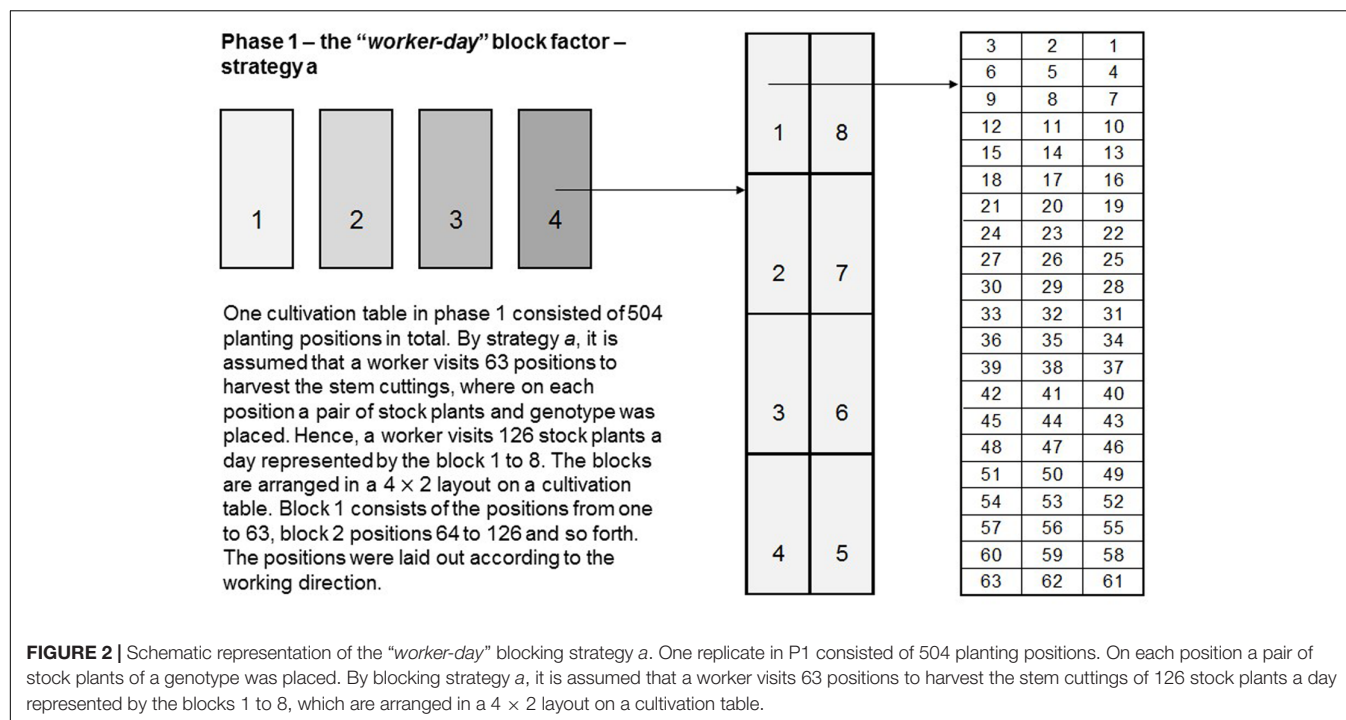 Phase 1 – the “worker-day” block factor –
strategy a
1 2 3 4
One cultivation table in phase 1 consisted of 504
planting positions in total. By strategy a, it is
assumed that a worker visits 63 positions to
harvest the stem cuttings, where on each
position a pair of stock plants and genotype was
placed. Hence, a worker visits 126 stock plants a
day represented by the block 1 to 8. The blocks
are arranged in a 4 × 2 layout on a cultivation
table. Block 1 consists of the positions from one
to 63, block 2 positions 64 to 126 and so forth.
The positions were laid out according to the
working direction.
1 8
2 7
3 6
4 5
3 2 1
6 5 4
9 8 7
12 11 10
15 14 13
18 17 16
21 20 19
24 23 22
27 26 25
30 29 28
33 32 31
36 35 34
39 38 37
42 41 40
45 44 43
48 47 46
51 50 49
54 53 52
57 56 55
60 59 58
63 62 61
FIGURE 2 | Schematic representation of the “worker-day” blocking strategy a. One replicate in P1 consisted of 504 planting positions. On each position a pair of
stock plants of a genotype was placed. By blocking strategy a, it is assumed that a worker visits 63 positions to harvest the stem cuttings of 126 stock plants a day
represented by the blocks 1 to 8, which are arranged in a 4 × 2 layout on a cultivation table.